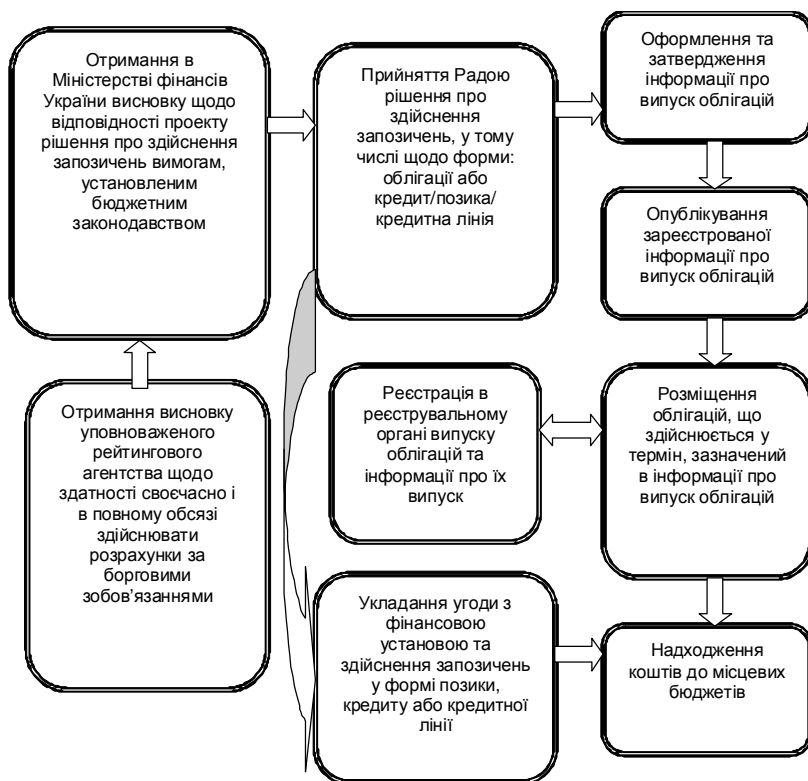 Отримання в
Міністерстві фінансів
України висновку щодо
відповідності проекту
рішення про здійснення
запозичень вимогам,
установленим
бюджетним
законодавством
Прийняття Радою
рішення про
здійснення
запозичень, у тому
числі щодо форми:
облігації або
кредит/позика/
кредитна лінія
Оформлення та
затвердження
інформації про
випуск облігацій
Опублікування
зареєстрованої
інформації про
випуск облігацій
Отримання висновку
уповноваженого
рейтингового
агентства щодо
здатності своєчасно і
в повному обсязі
здійснювати
розрахунки за
борговими
зобов’язаннями
Реєстрація в
реєструвальному
органі випуску
облігацій та
інформації про їх
випуск
Розміщення
облігацій, що
здійснюється у
термін, зазначений
в інформації про
випуск облігацій
Укладання угоди з
фінансовою
установою та
здійснення запозичень
у формі позики,
кредиту або кредитної
лінії
Надходження
коштів до місцевих
бюджетів